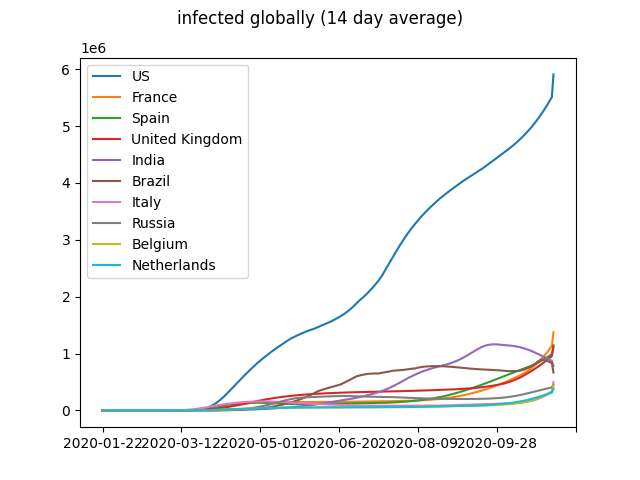 infected globally (14 day average)
1e6
6
5
4
3
2
1
0
US
France
Spain
United Kingdom
India
Brazil
Italy
Russia
Belgium
Netherlands
2020-01-22 2020-03-12 2020-05-01 2020-06-20 2020-08-09 2020-09-28